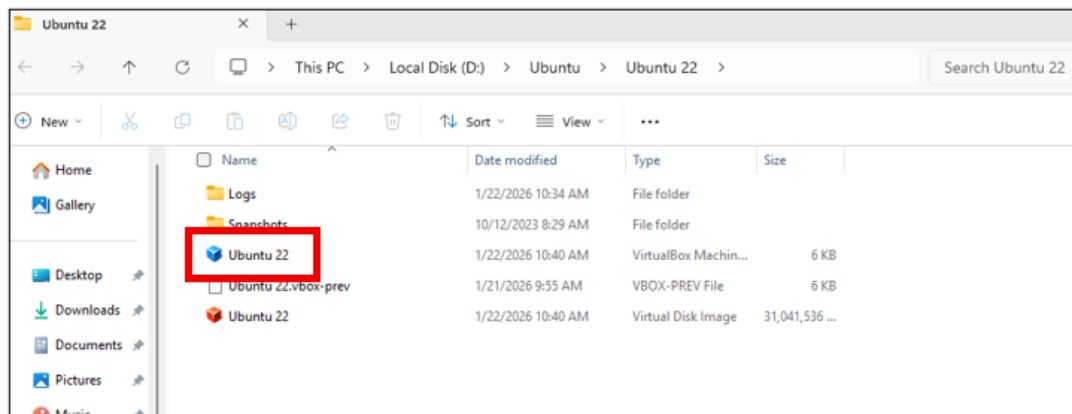 Ubuntu 22
This PC > Local Disk (D:) > Ubuntu > Ubuntu 22 >
Search Ubuntu 22
New
Sort
View
Name Date modified Type Size
Home
Gallery
Desktop
Downloads
Documents
Pictures
Music
Logs 1/22/2026 10:34 AM File folder
Snapshots 10/12/2023 8:29 AM File folder
Ubuntu 22 1/22/2026 10:40 AM VirtualBox Machin... 6 KB
Ubuntu 22.vbox-prev 1/21/2026 9:55 AM VBOX-PREV File 6 KB
Ubuntu 22 1/22/2026 10:40 AM Virtual Disk Image 31,041,536 ...